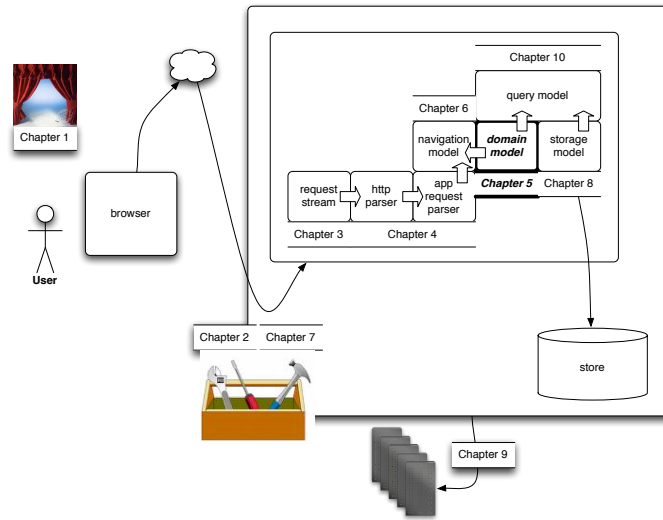 Chapter 10
query model
Chapter 6
navigation
model
domain
model
storage
model
Chapter 5
Chapter 8
request
stream
http
parser
app
request
parser
Chapter 3
Chapter 4
Chapter 1
browser
User
Chapter 2
Chapter 7
store
Chapter 9